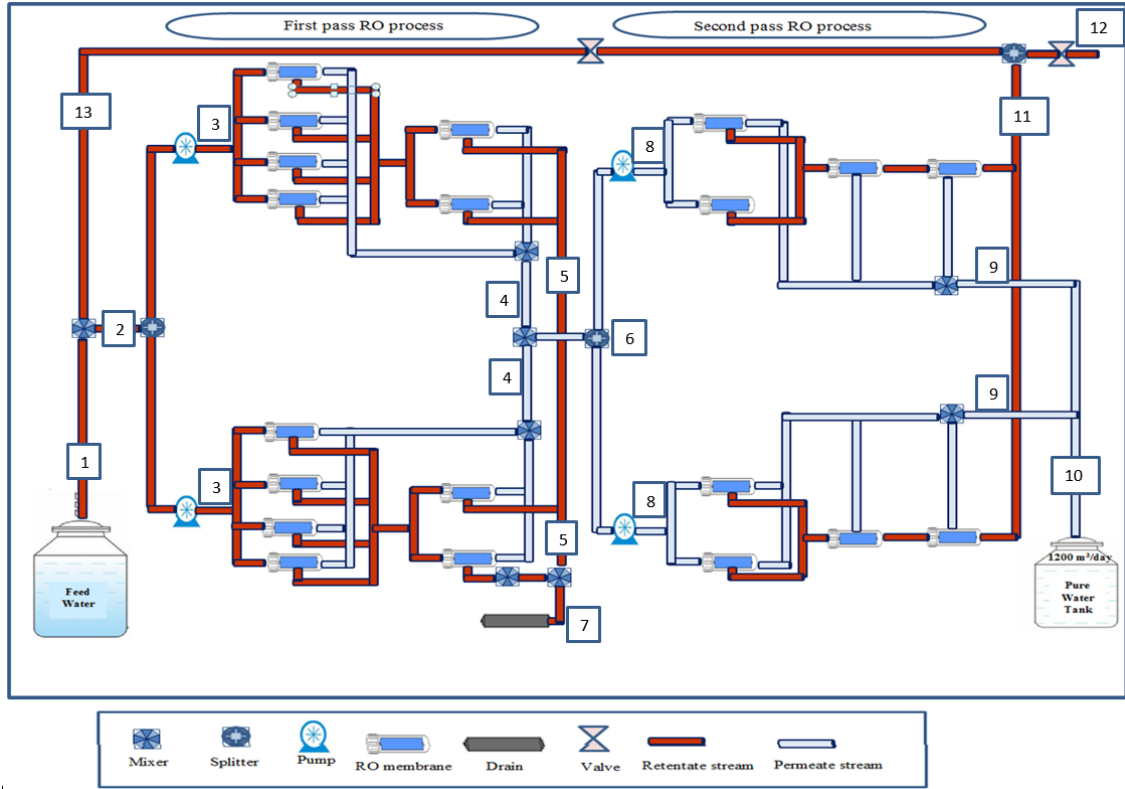 First pass RO process
Second pass RO process
12
13
3
11
8
5
9
4
2
6
4
9
1
3
8
10
5
7
Feed
Water
1200 m³/day
Pure
Water
Tank
Mixer
Splitter
Pump
RO membrane
Drain
Valve
Retentate stream
Permeate stream